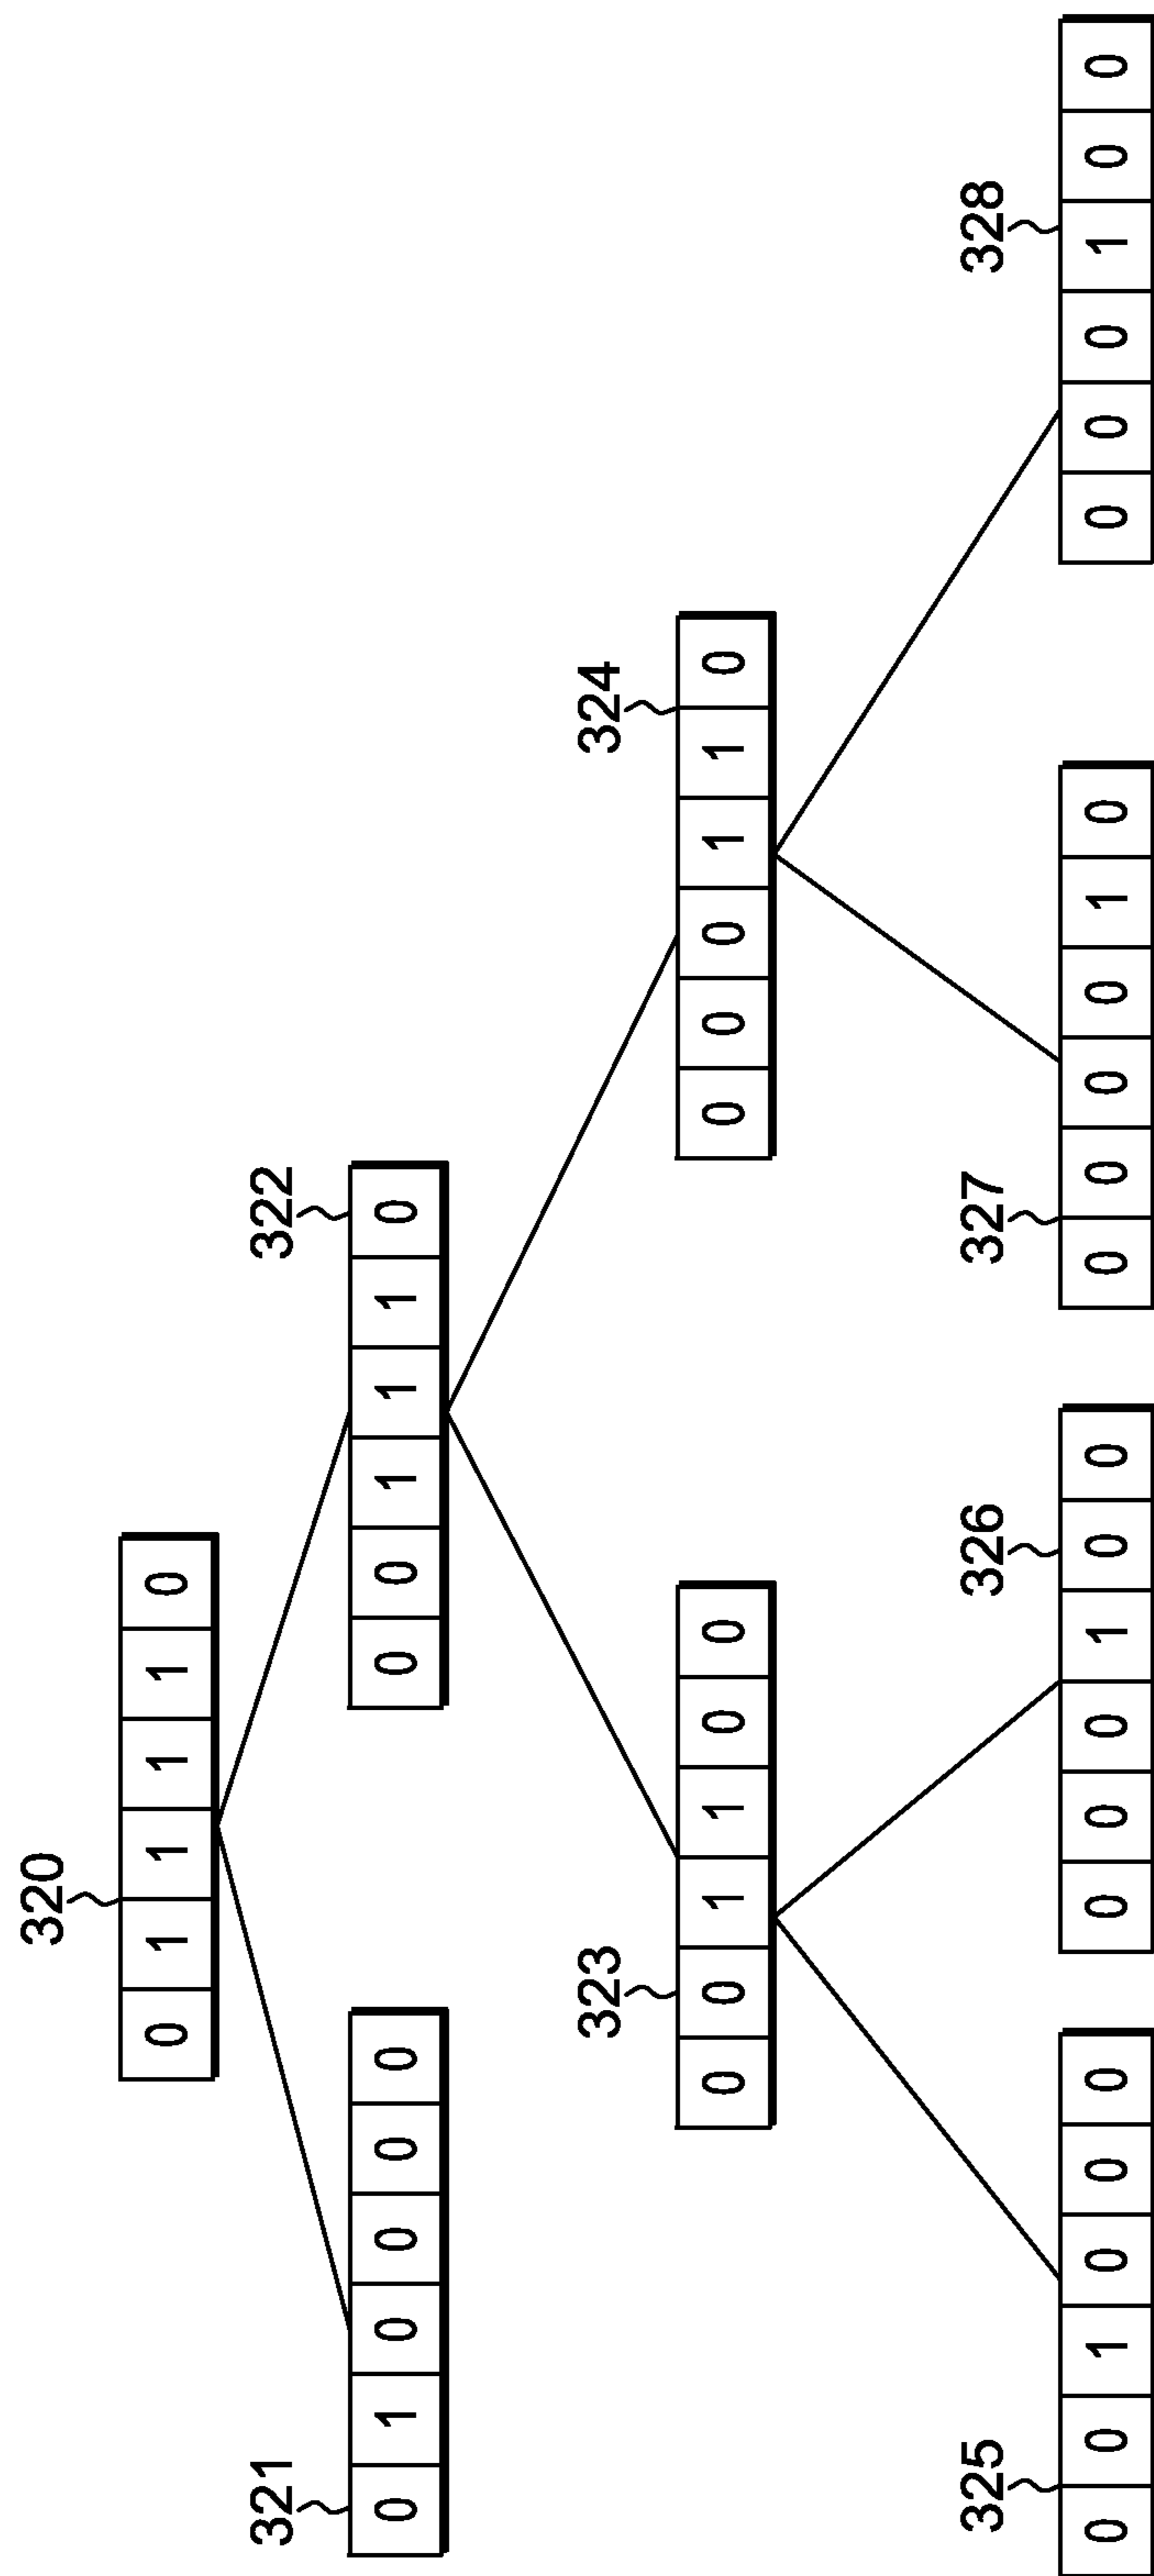 320
0 1 1 1 1 0
321
0 1 0 0 0 0
322
0 0 1 1 1 0
323
0 0 1 1 0 0
324
0 0 0 1 1 0
325
0 0 1 0 0 0
326
0 0 0 1 0 0
327
0 0 0 0 1 0
328
0 0 0 1 0 0